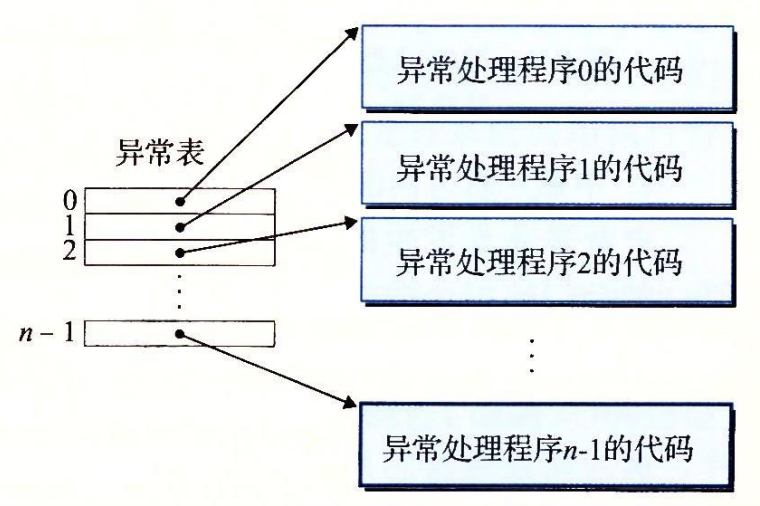 异常处理程序0的代码
异常表
异常处理程序1的代码
0
1
2
异常处理程序2的代码
n – 1
异常处理程序n-1的代码